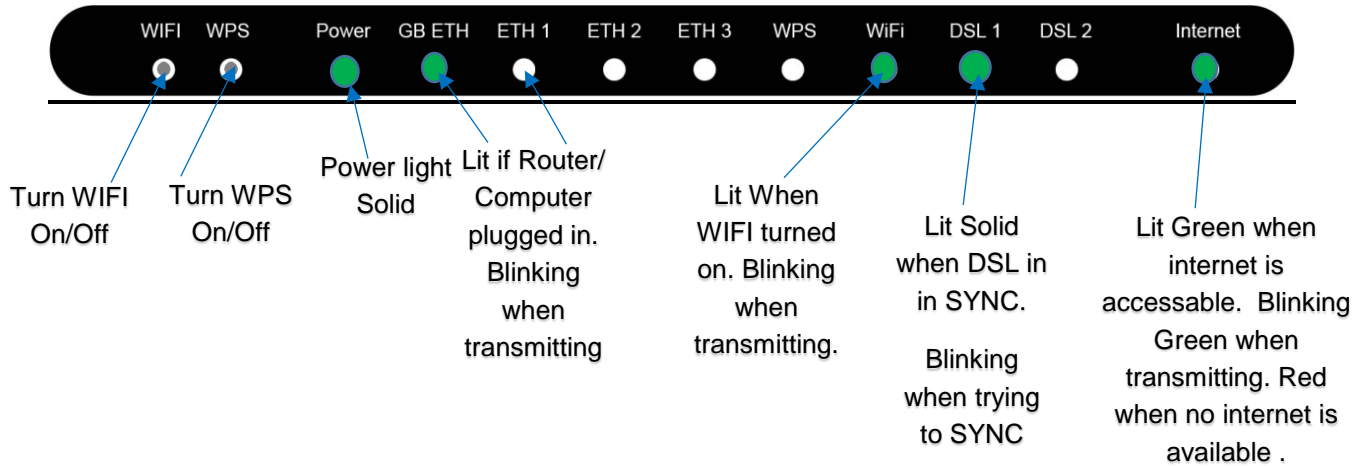 WIFI WPS Power GB ETH ETH 1 ETH 2 ETH 3 WPS WiFi DSL 1 DSL 2 Internet
Turn WIFI
On/Off
Turn WPS
On/Off
Power light
Solid
Lit if Router/
Computer
plugged in.
Blinking
when
transmitting
Lit When
WIFI turned
on. Blinking
when
transmitting.
Lit Solid
when DSL in
in SYNC.
Blinking
when trying
to SYNC
Lit Green when
internet is
accessable. Blinking
Green when
transmitting. Red
when no internet is
available .